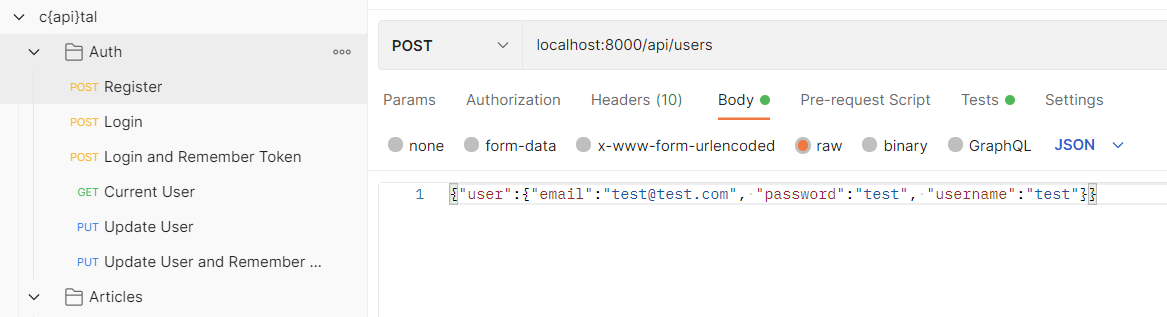 c{api}tal
Auth
POST Register
POST Login
POST Login and Remember Token
GET Current User
PUT Update User
PUT Update User and Remember ...
Articles
POST localhost:8000/api/users
Params Authorization Headers (10) Body Pre-request Script Tests Settings
none form-data x-www-form-urlencoded raw binary GraphQL JSON
1 {"user":{"email":"test@test.com", "password":"test", "username":"test"}}